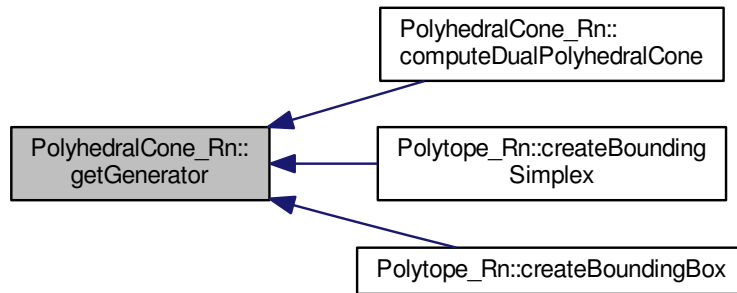 PolyhedralCone_Rn::
computeDualPolyhedralCone
PolyhedralCone_Rn::
getGenerator
Polytope_Rn::createBounding
Simplex
Polytope_Rn::createBoundingBox